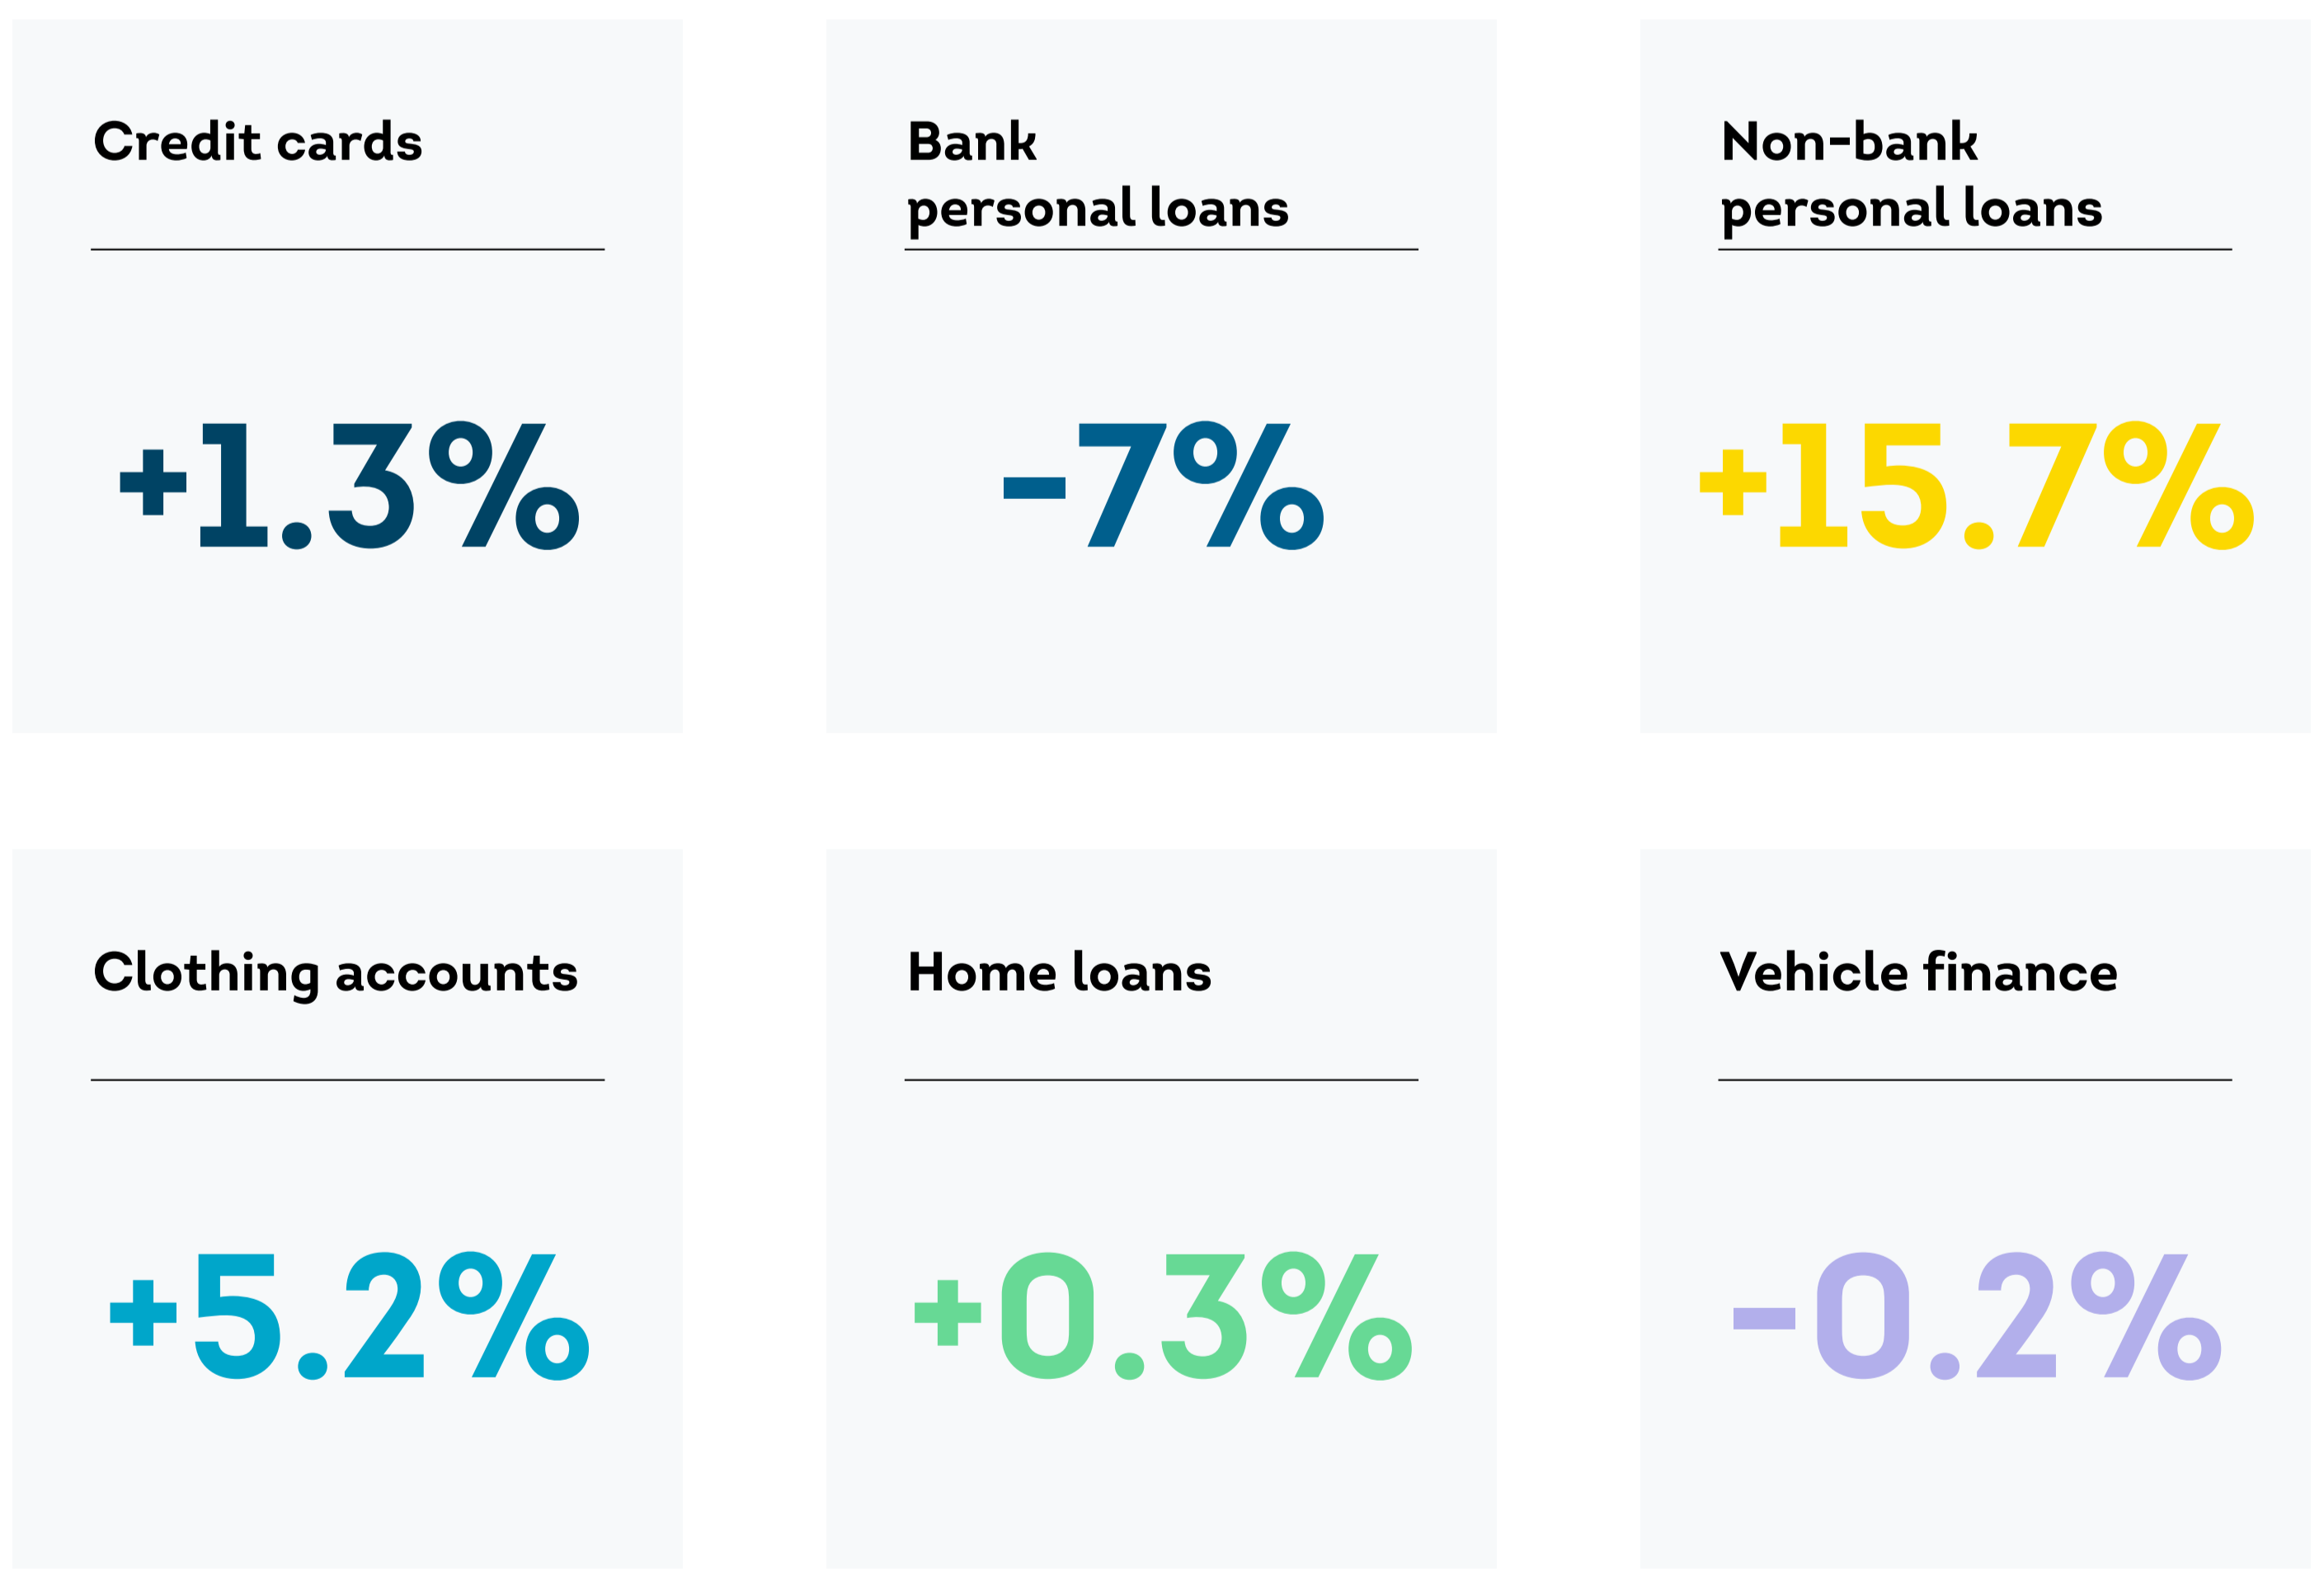 Credit cards
+1.3%
Bank
personal loans
-7%
Non-bank
personal loans
+15.7%
Clothing accounts
+5.2%
Home loans
+0.3%
Vehicle finance
-0.2%